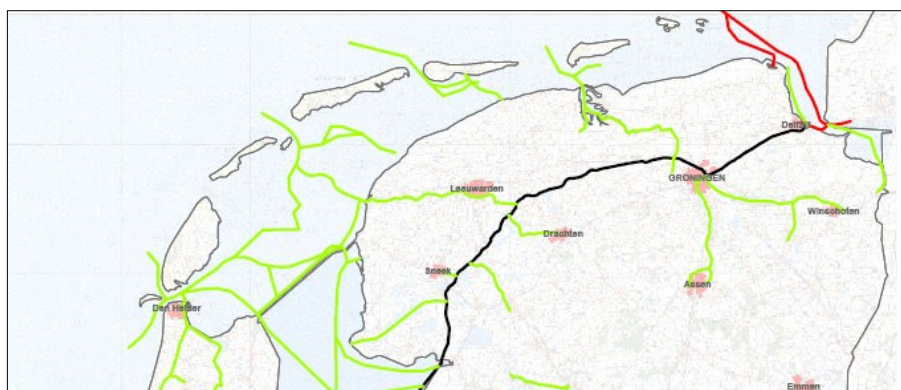 Delfzijl
Leeuwarden
GRONINGEN
Winschoten
Drachten
Sneek
Assen
Den Helder
Emmen